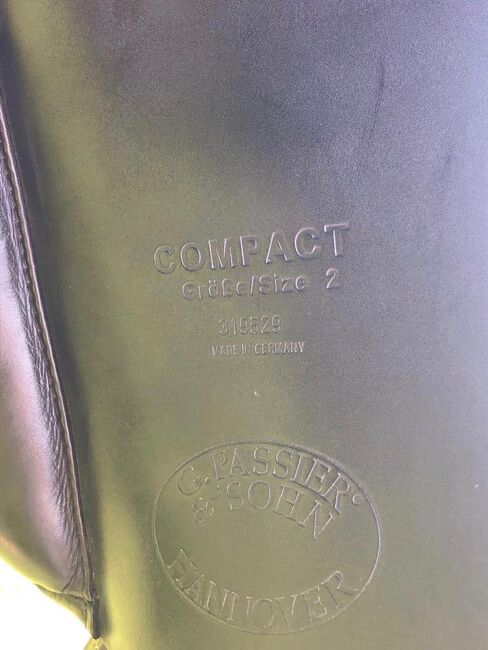 COMPACT
Größe/Size 2
319529
MADE IN GERMANY
G. PASSIER
& SOHN
HANNOVER